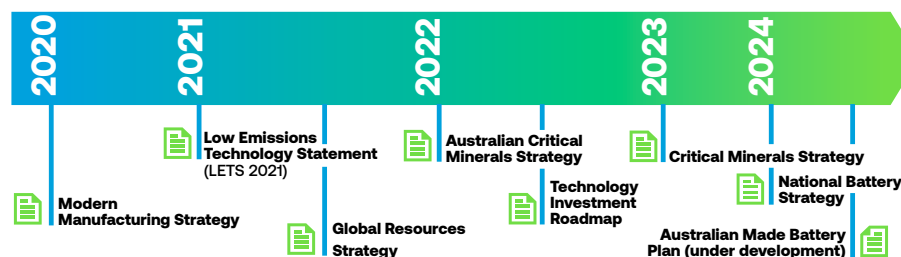 2020
2021
2022
2023
2024
Low Emissions
Technology Statement
(LETS 2021)
Australian Critical
Minerals Strategy
Critical Minerals Strategy
Modern
Manufacturing Strategy
Global Resources
Strategy
Technology
Investment
Roadmap
National Battery
Strategy
Australian Made Battery
Plan (under development)